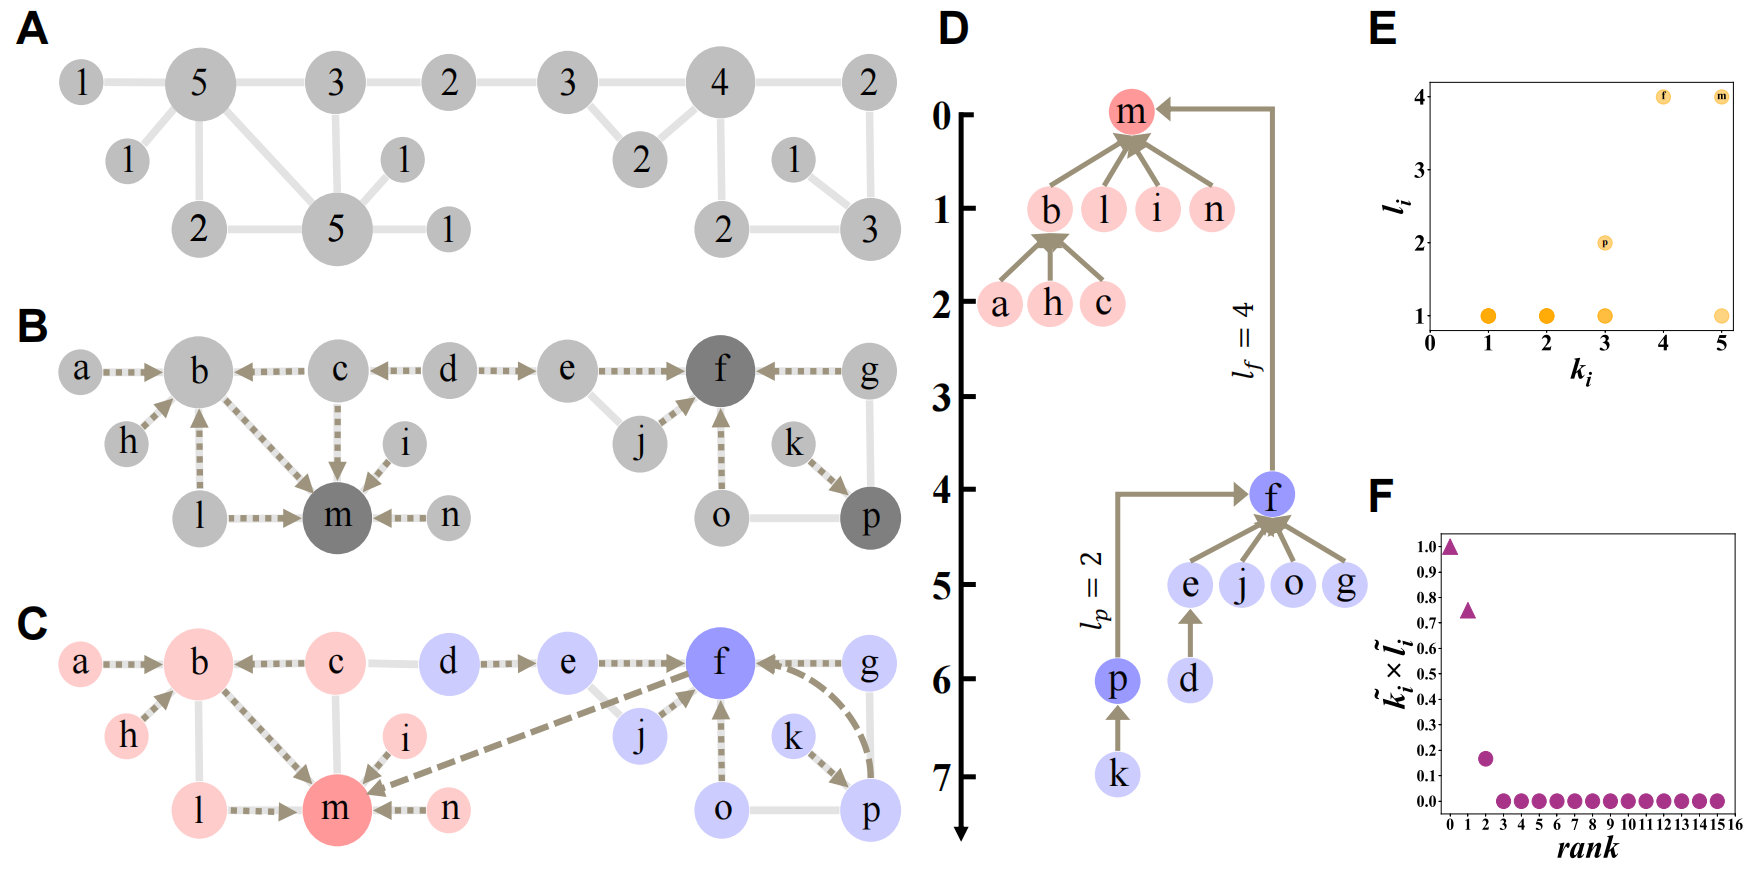 A
1 5 3 2 3 4 2
1 1 2 1
2 5 1 2 3
B
a b c d e f g
h i j k
l m n o p
C
a b c d e f g
h i j k
l m n o p
D
0 m
1 b l i n
2 a h c
3
l_f = 4
4 f
5 e j o g
l_p = 2
6 p d
7 k
E
l_i
4 f m
3
2 p
1
0 1 2 3 4 5
k_i
F
k̃_i × l̃_i
1.0
0.9
0.8
0.7
0.6
0.5
0.4
0.3
0.2
0.1
0.0
0 1 2 3 4 5 6 7 8 9 10 11 12 13 14 15 16
rank